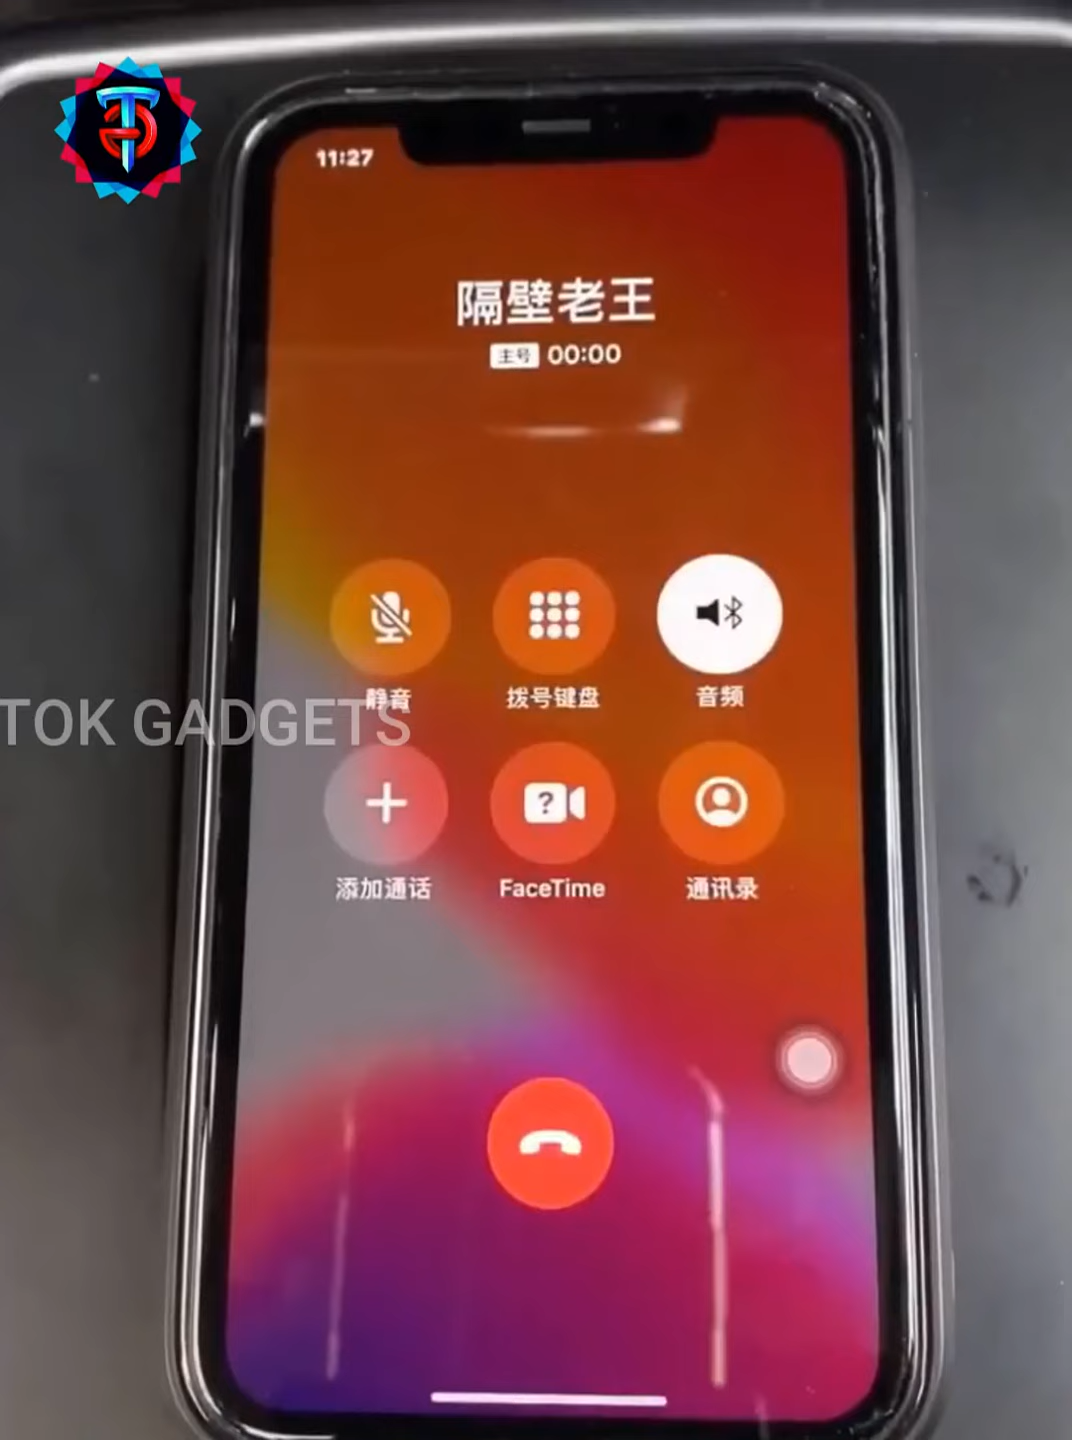 11:27
隔壁老王
主号 00:00
静音 拨号键盘 音频
TOK GADGETS
?
添加通话 FaceTime 通讯录